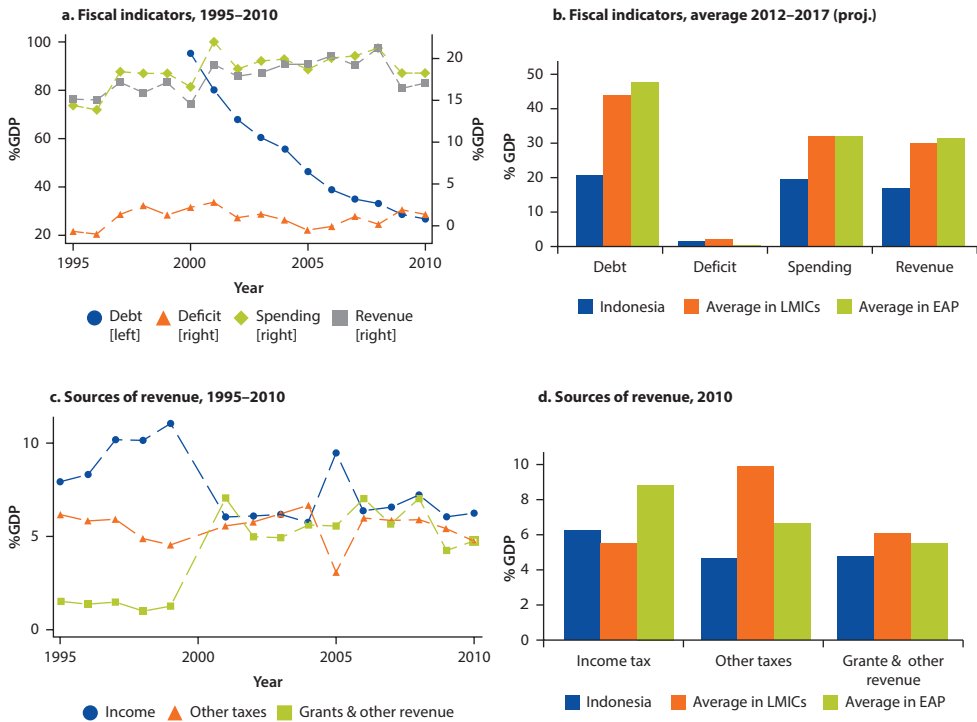 a. Fiscal indicators, 1995–2010
100
80
60
40
20
%GDP
20
15
10
5
0
%GDP
1995
2000
2005
2010
Year
Debt [left]
Deficit [right]
Spending [right]
Revenue [right]
b. Fiscal indicators, average 2012–2017 (proj.)
50
40
30
20
10
0
% GDP
Debt
Deficit
Spending
Revenue
Indonesia
Average in LMICs
Average in EAP
c. Sources of revenue, 1995–2010
10
5
0
%GDP
1995
2000
2005
2010
Year
Income
Other taxes
Grants & other revenue
d. Sources of revenue, 2010
10
8
6
4
2
0
% GDP
Income tax
Other taxes
Grante & other
revenue
Indonesia
Average in LMICs
Average in EAP